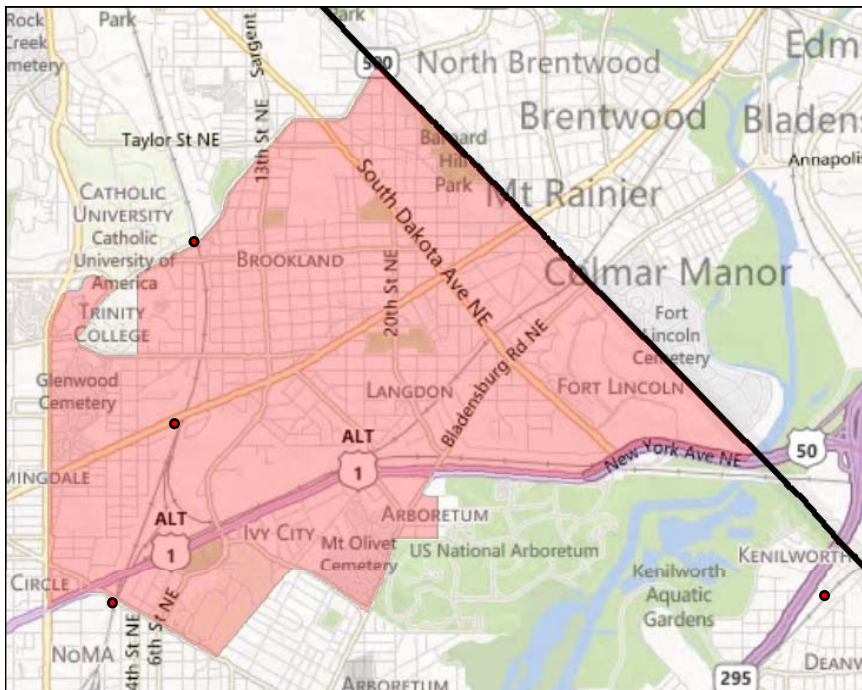 Rock
Creek
metery
Park
Sargent
Park
500
North Brentwood
Edm
Brentwood
Bladens
Taylor St NE
13th St NE
Barnard
Hill
Park
Annapolis
South Dakota Ave NE
Mt Rainier
CATHOLIC
UNIVERSITY
Catholic
University of
America
BROOKLAND
20th St NE
Colmar Manor
TRINITY
COLLEGE
Fort
Lincoln
Cemetery
Glenwood
Cemetery
LANGDON
Bladensburg Rd NE
FORT LINCOLN
ALT
1
New York Ave NE
50
MINGDALE
ALT
1
IVY CITY
ARBORETUM
Mt Olivet
Cemetery
US National Arboretum
KENILWORTH
CIRCLE
Kenilworth
Aquatic
Gardens
NOMA
4th St NE
6th St NE
ARBORETUM
295
DEANW